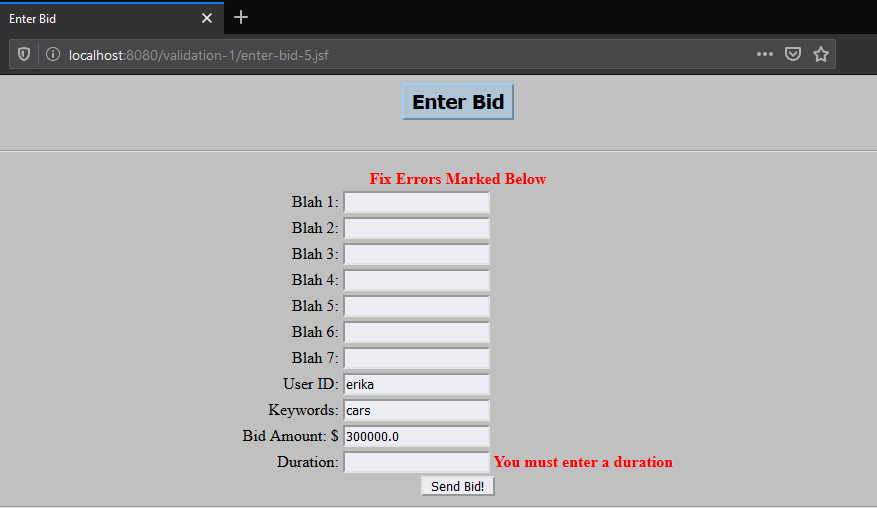 Enter Bid
localhost:8080/validation-1/enter-bid-5.jsf
Enter Bid
Fix Errors Marked Below
Blah 1:
Blah 2:
Blah 3:
Blah 4:
Blah 5:
Blah 6:
Blah 7:
User ID: erika
Keywords: cars
Bid Amount: $ 300000.0
Duration: You must enter a duration
Send Bid!